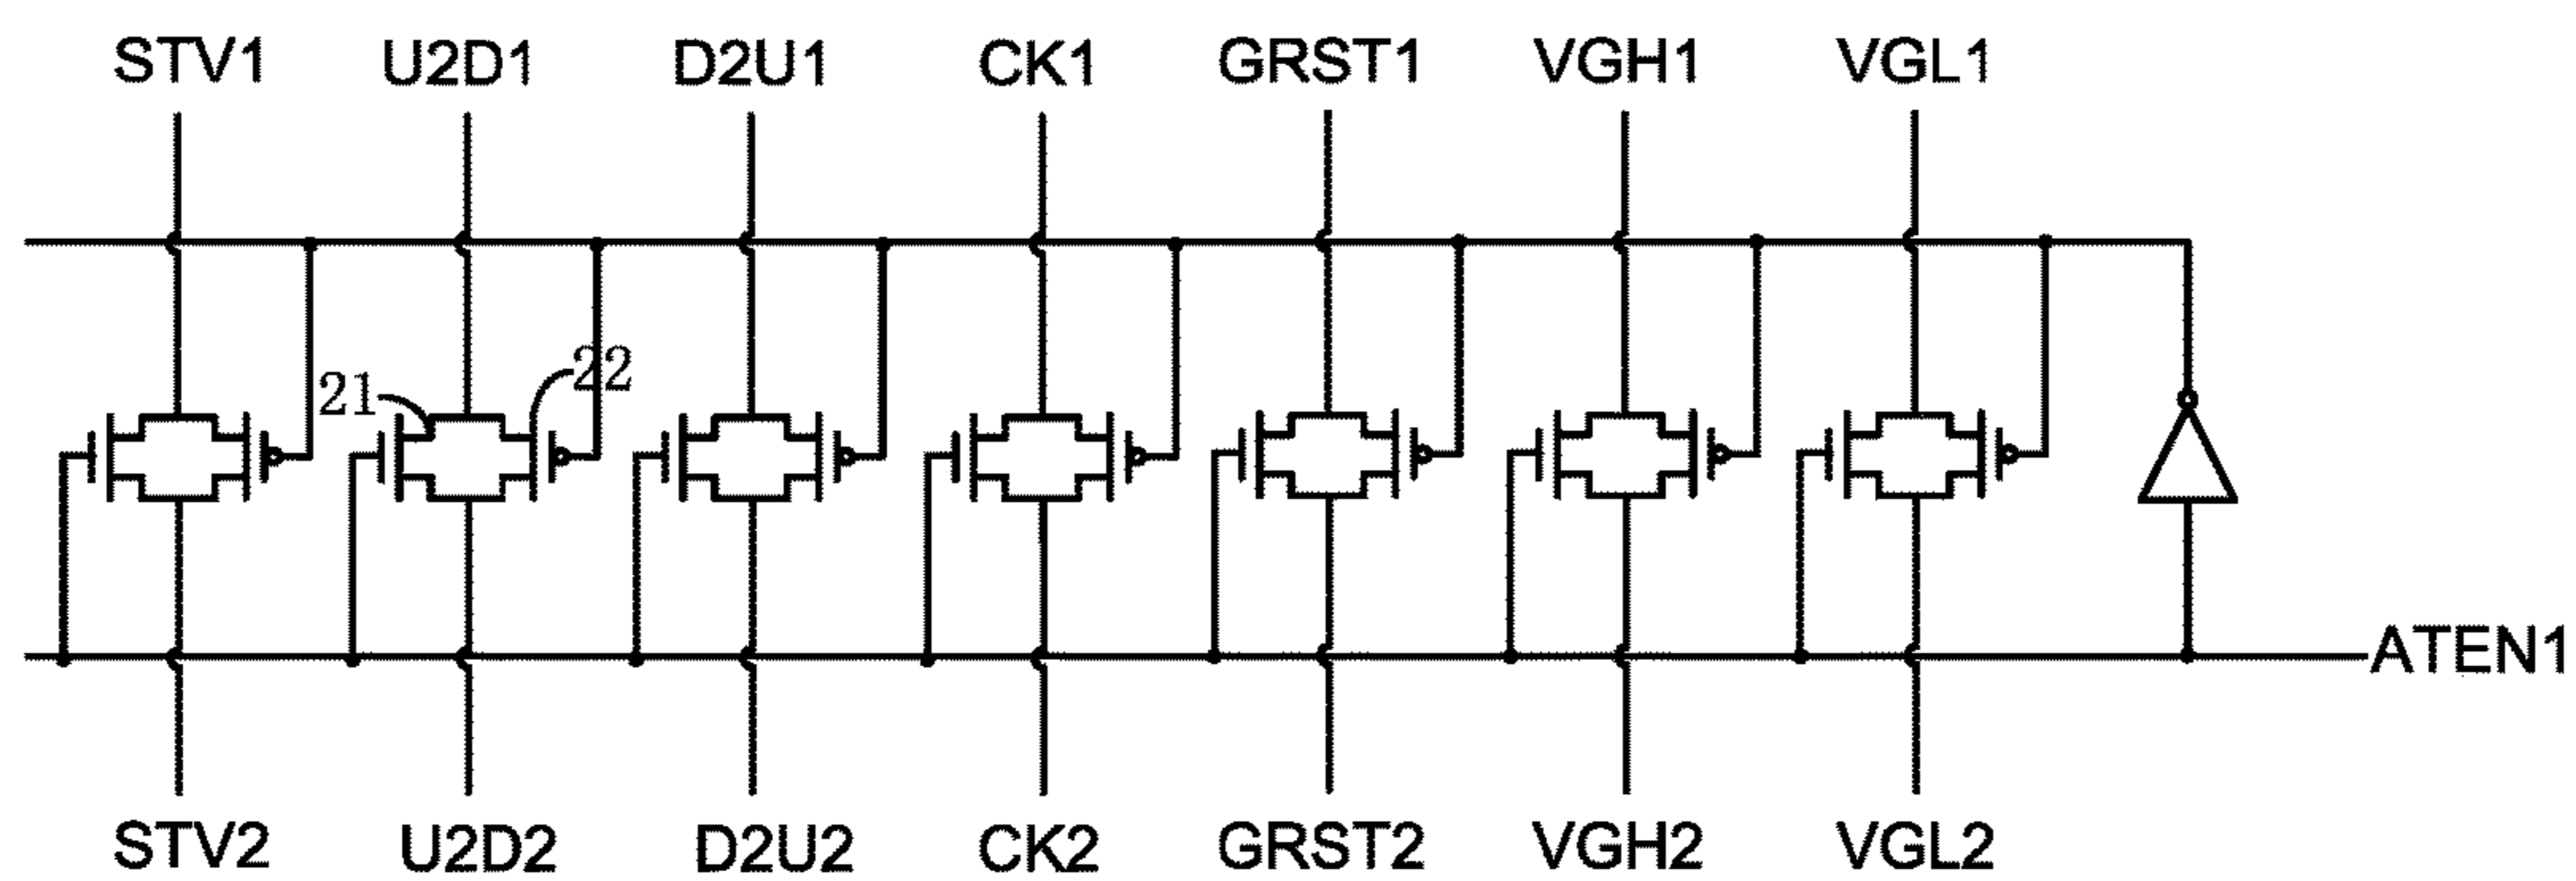 STV1 U2D1 D2U1 CK1 GRST1 VGH1 VGL1
21 22
ATEN1
STV2 U2D2 D2U2 CK2 GRST2 VGH2 VGL2